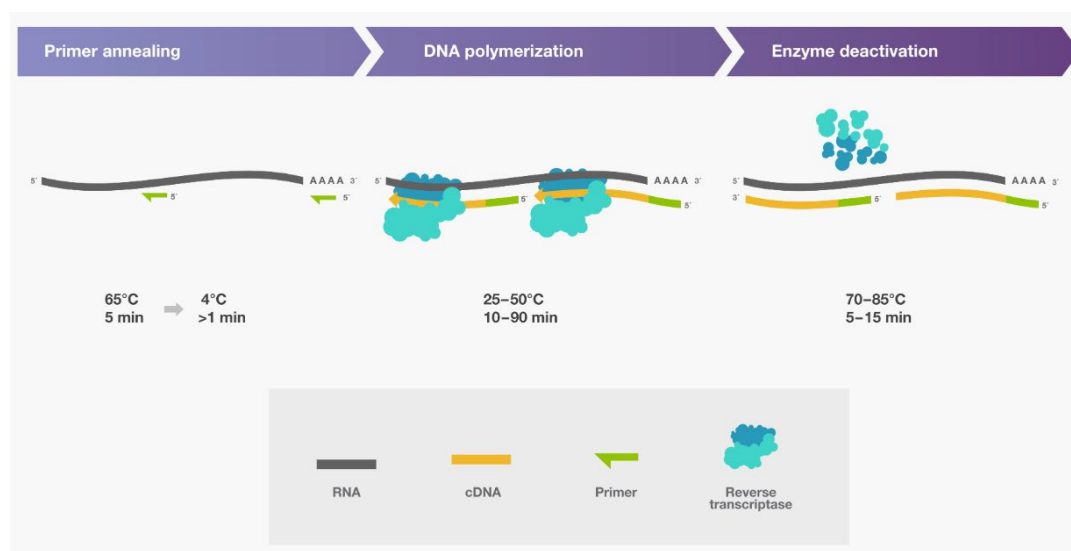 Primer annealing
DNA polymerization
Enzyme deactivation
5′ AAAA 3′
5′ 5′
5′ AAAA 3′
5′ 5′
5′ AAAA 3′
3′ 5′ 5′
65°C 4°C
5 min >1 min
25–50°C
10–90 min
70–85°C
5–15 min
RNA
cDNA
Primer
Reverse
transcriptase